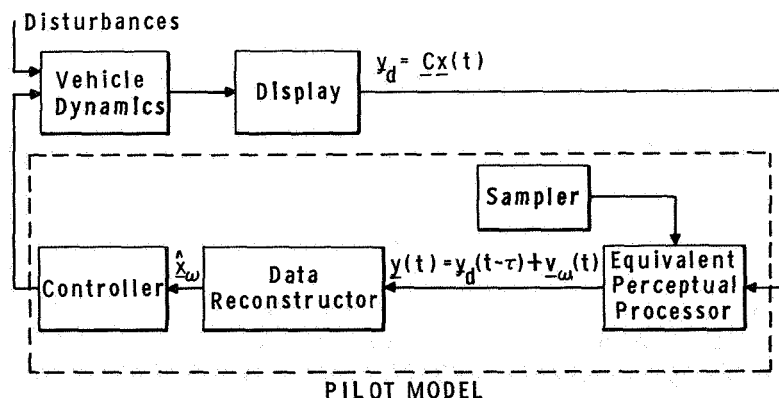 Disturbances
Vehicle
Dynamics
Display
y_d = Cx(t)
Sampler
Controller
x̂_ω
Data
Reconstructor
y(t) = y_d(t-τ) + v_ω(t)
Equivalent
Perceptual
Processor
PILOT MODEL